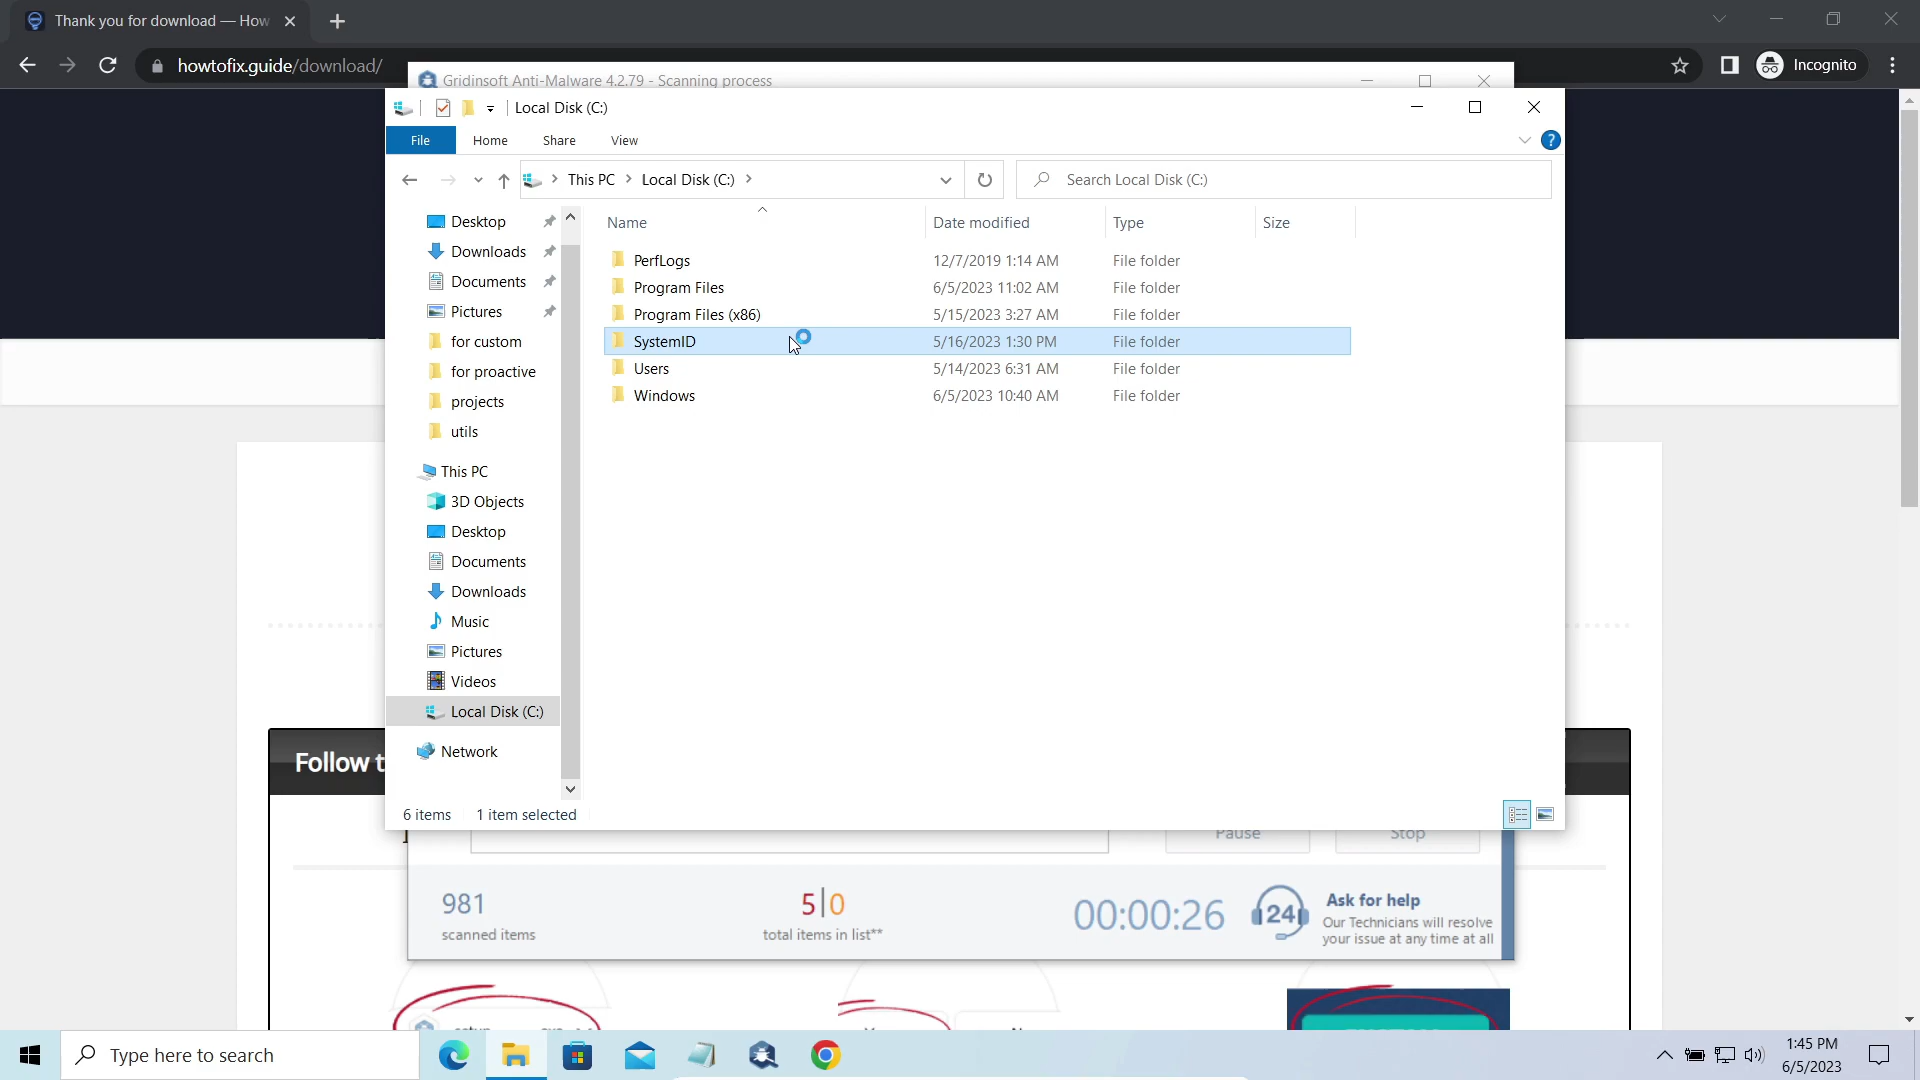 Thank you for download — How
howtofix.guide/download/
Incognito
Gridinsoft Anti-Malware 4.2.79 - Scanning process
Local Disk (C:)
File
Home
Share
View
This PC
Local Disk (C:)
Search Local Disk (C:)
Desktop
Downloads
Documents
Pictures
for custom
for proactive
projects
utils
This PC
3D Objects
Desktop
Documents
Downloads
Music
Pictures
Videos
Local Disk (C:)
Network
Name Date modified Type Size
PerfLogs 12/7/2019 1:14 AM File folder
Program Files 6/5/2023 11:02 AM File folder
Program Files (x86) 5/15/2023 3:27 AM File folder
SystemID 5/16/2023 1:30 PM File folder
Users 5/14/2023 6:31 AM File folder
Windows 6/5/2023 10:40 AM File folder
6 items 1 item selected
Follow t
Pause
Stop
981
scanned items
5|0
total items in list**
00:00:26
24
Ask for help
Our Technicians will resolve
your issue at any time at all
Type here to search
1:45 PM
6/5/2023